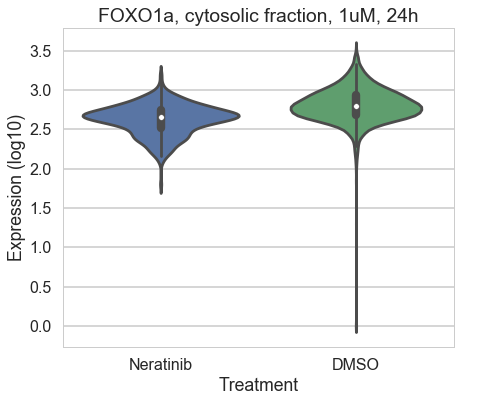 FOXO1a, cytosolic fraction, 1uM, 24h
Expression (log10)
3.5
3.0
2.5
2.0
1.5
1.0
0.5
0.0
Neratinib
DMSO
Treatment